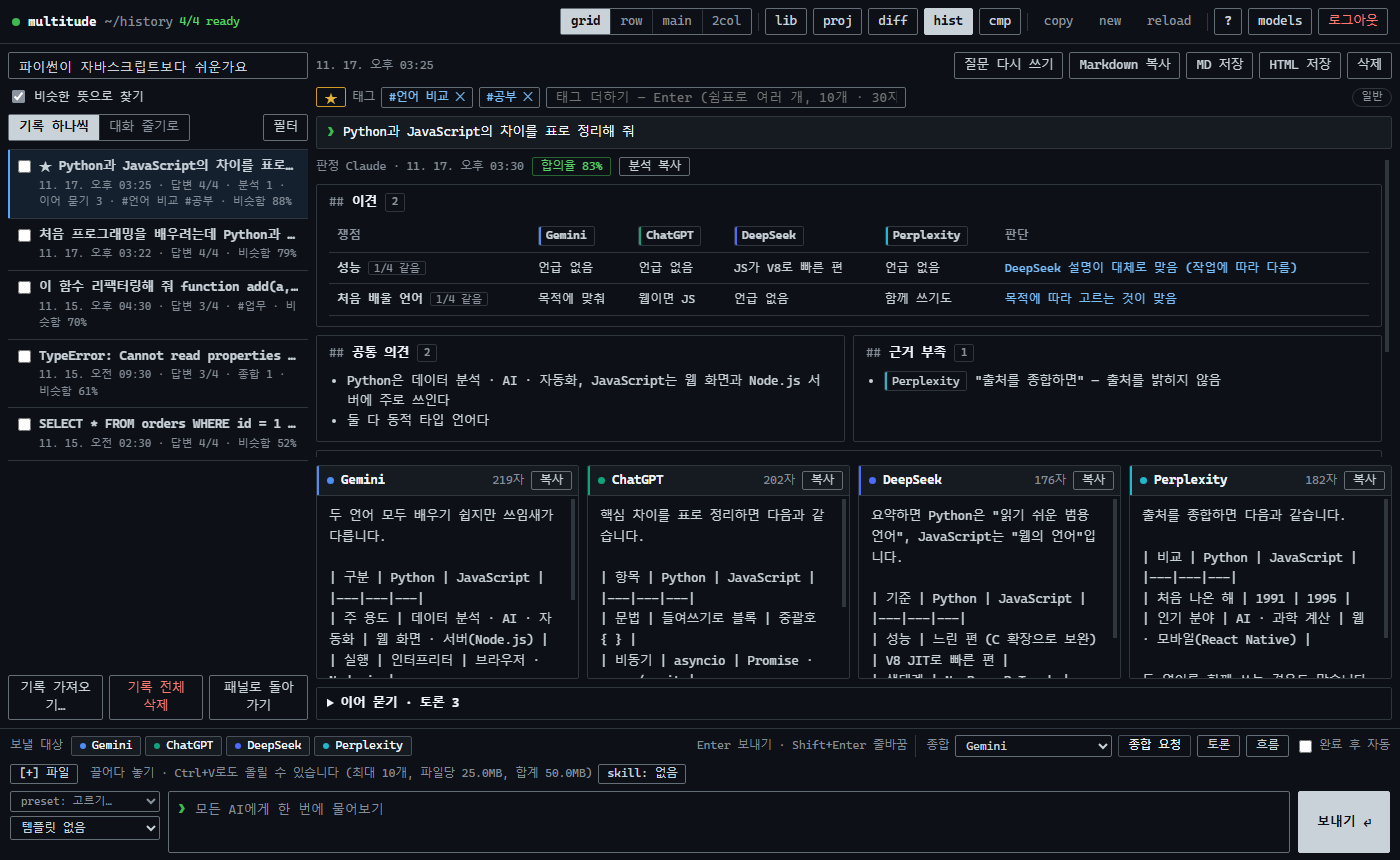 multitude ~/history 4/4 ready
grid row main 2col lib proj diff hist cmp copy new reload ? models 로그아웃
파이썬이 자바스크립트보다 쉬운가요
비슷한 뜻으로 찾기
기록 하나씩 대화 줄기로 필터
★ Python과 JavaScript의 차이를 표로…
11. 17. 오후 03:25 · 답변 4/4 · 분석 1 ·
이어 묻기 3 · #언어 비교 #공부 · 비슷함 88%
처음 프로그래밍을 배우려는데 Python과 …
11. 17. 오후 03:22 · 답변 4/4 · 비슷함 79%
이 함수 리팩터링해 줘 function add(a,…
11. 17. 오후 04:30 · 답변 3/4 · #업무 · 비
슷함 70%
TypeError: Cannot read properties …
11. 15. 오전 09:30 · 답변 3/4 · 종합 1 ·
비슷함 61%
SELECT * FROM orders WHERE id = 1 …
11. 15. 오전 02:30 · 답변 4/4 · 비슷함 52%
기록 가져오
기…
기록 전체
삭제
패널로 돌아
가기
11. 17. 오후 03:25 질문 다시 쓰기 Markdown 복사 MD 저장 HTML 저장 삭제
★ 태그 #언어 비교 × #공부 × 태그 더하기 — Enter (쉼표로 여러 개, 10개 · 30지 일반
❯ Python과 JavaScript의 차이를 표로 정리해 줘
판정 Claude · 11. 17. 오후 03:30 합의율 83% 분석 복사
## 이견 2
쟁점 Gemini ChatGPT DeepSeek Perplexity 판단
성능 1/4 같음 언급 없음 언급 없음 JS가 V8로 빠른 편 언급 없음 DeepSeek 설명이 대체로 맞음 (작업에 따라 다름)
처음 배울 언어 1/4 같음 목적에 맞춰 웹이면 JS 언급 없음 함께 쓰기도 목적에 따라 고르는 것이 맞음
## 공통 의견 2
• Python은 데이터 분석 · AI · 자동화, JavaScript는 웹 화면과 Node.js 서
버에 주로 쓰인다
• 둘 다 동적 타입 언어다
## 근거 부족 1
• Perplexity "출처를 종합하면" — 출처를 밝히지 않음
Gemini 219자 복사
두 언어 모두 배우기 쉽지만 쓰임새가
다릅니다.
| 구분 | Python | JavaScript |
|---|---|---|
| 주 용도 | 데이터 분석 · AI · 자
동화 | 웹 화면 · 서버(Node.js) |
| 실행 | 인터프리터 | 브라우저 ·
ChatGPT 202자 복사
핵심 차이를 표로 정리하면 다음과 같
습니다.
| 항목 | Python | JavaScript |
|---|---|---|
| 문법 | 들여쓰기로 블록 | 중괄호
{ } |
| 비동기 | asyncio | Promise ·
DeepSeek 176자 복사
요약하면 Python은 "읽기 쉬운 범용
언어", JavaScript는 "웹의 언어"입
니다.
| 기준 | Python | JavaScript |
|---|---|---|
| 성능 | 느린 편 (C 확장으로 보완)
| V8 JIT로 빠른 편 |
Perplexity 182자 복사
출처를 종합하면 다음과 같습니다.
| 비교 | Python | JavaScript |
|---|---|---|
| 처음 나온 해 | 1991 | 1995 |
| 인기 분야 | AI · 과학 계산 | 웹
· 모바일(React Native) |
▶ 이어 묻기 · 토론 3
보낼 대상 Gemini ChatGPT DeepSeek Perplexity Enter 보내기 · Shift+Enter 줄바꿈 종합 Gemini 종합 요청 토론 흐름 완료 후 자동
[+] 파일 끌어다 놓기 · Ctrl+V로도 올릴 수 있습니다 (최대 10개, 파일당 25.0MB, 합계 50.0MB) skill: 없음
preset: 고르기…
템플릿 없음
❯ 모든 AI에게 한 번에 물어보기
보내기 ↵